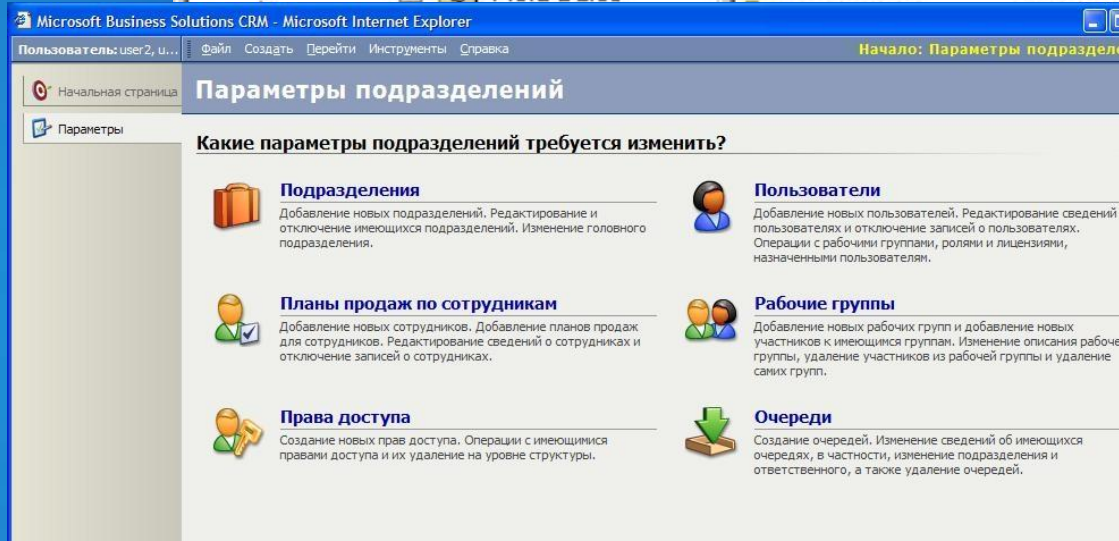 Microsoft Business Solutions CRM - Microsoft Internet Explorer
Пользователь: user2, u...
Файл Создать Перейти Инструменты Справка
Начало: Параметры подраздел
Начальная страница
Параметры
Параметры подразделений
Какие параметры подразделений требуется изменить?
Подразделения
Добавление новых подразделений. Редактирование и
отключение имеющихся подразделений. Изменение головного
подразделения.
Пользователи
Добавление новых пользователей. Редактирование сведений
пользователях и отключение записей о пользователях.
Операции с рабочими группами, ролями и лицензиями,
назначенными пользователям.
Планы продаж по сотрудникам
Добавление новых сотрудников. Добавление планов продаж
для сотрудников. Редактирование сведений о сотрудниках и
отключение записей о сотрудниках.
Рабочие группы
Добавление новых рабочих групп и добавление новых
участников к имеющимся группам. Изменение описания рабоче
группы, удаление участников из рабочей группы и удаление
самих групп.
Права доступа
Создание новых прав доступа. Операции с имеющимися
правами доступа и их удаление на уровне структуры.
Очереди
Создание очередей. Изменение сведений об имеющихся
очередях, в частности, изменение подразделения и
ответственного, а также удаление очередей.